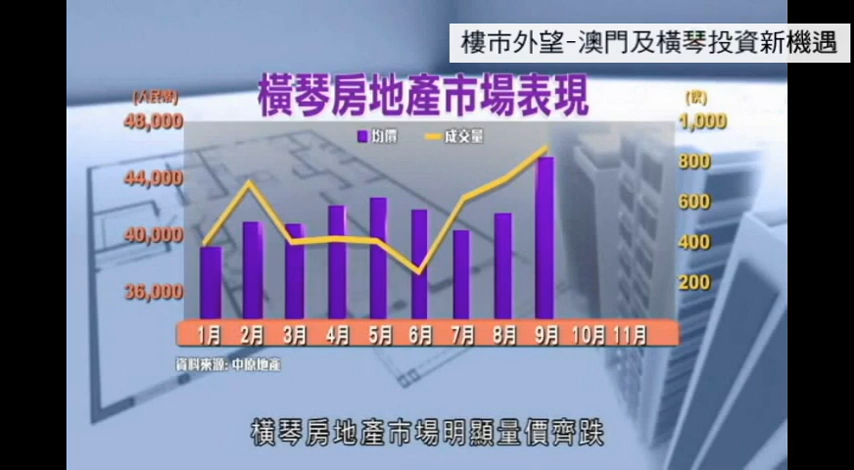 樓市外望-澳門及橫琴投資新機遇
橫琴房地產市場表現
(人民幣)
(伙)
48,000
1,000
均價
成交量
44,000
800
600
40,000
400
36,000
200
1月 2月 3月 4月 5月 6月 7月 8月 9月 10月 11月
資料來源: 中原地產
橫琴房地產市場明顯量價齊跌